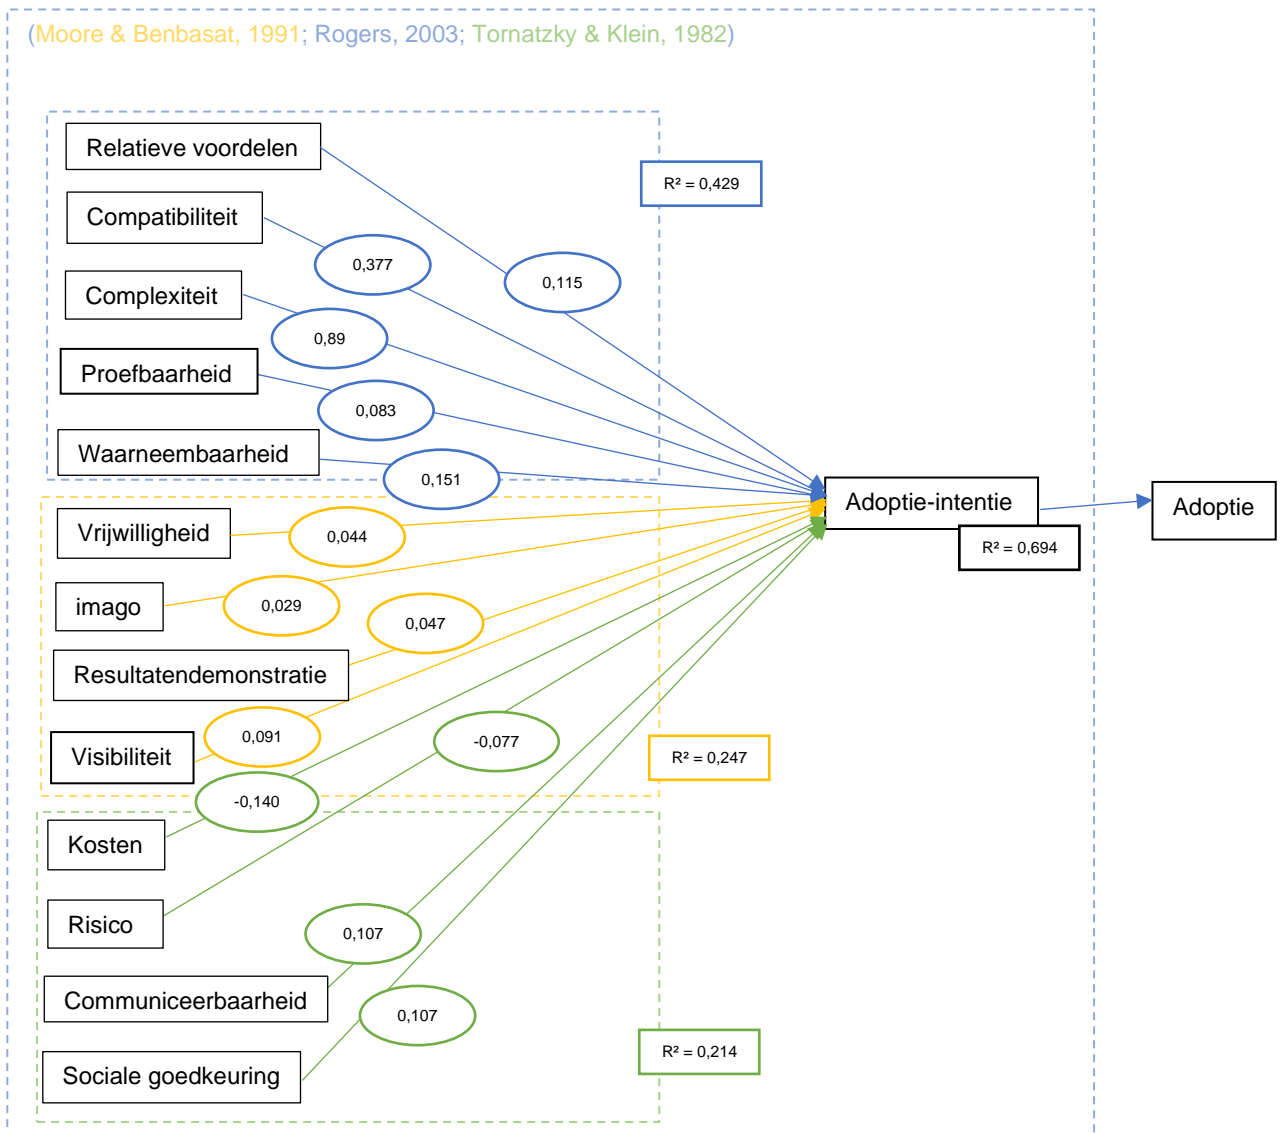 (Moore & Benbasat, 1991; Rogers, 2003; Tornatzky & Klein, 1982)
Relatieve voordelen
R² = 0,429
Compatibiliteit
0,377
0,115
Complexiteit
0,89
Proefbaarheid
0,083
Waarneembaarheid
0,151
Adoptie-intentie
Adoptie
R² = 0,694
Vrijwilligheid
0,044
imago
0,029
0,047
Resultatendemonstratie
Visibiliteit
0,091
-0,077
R² = 0,247
-0,140
Kosten
Risico
0,107
Communiceerbaarheid
0,107
R² = 0,214
Sociale goedkeuring